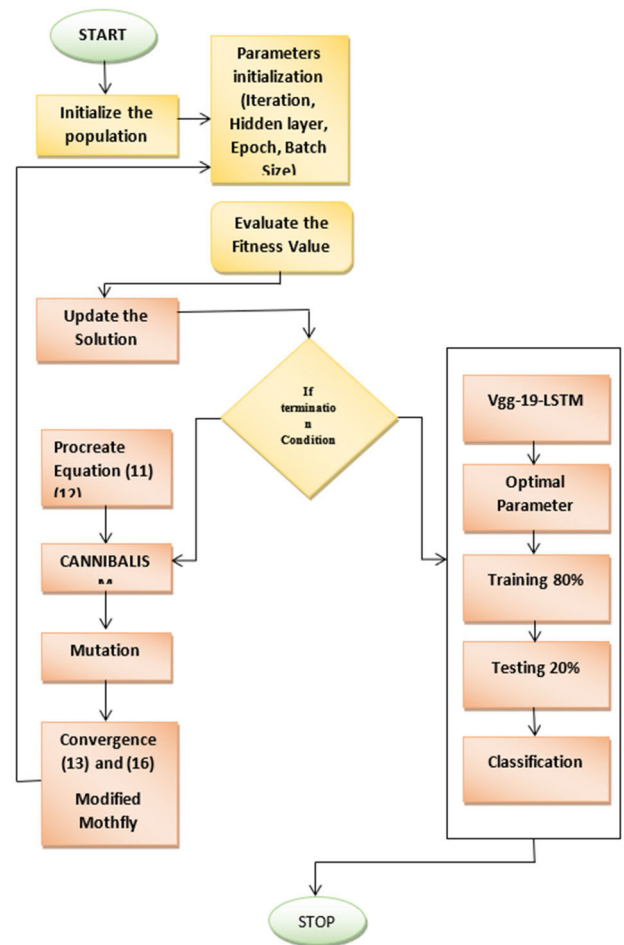 START
Initialize the
population
Parameters
initialization
(Iteration,
Hidden layer,
Epoch, Batch
Size)
Evaluate the
Fitness Value
Update the
Solution
If
terminatio
n
Condition
Procreate
Equation (11)
(12)
CANNIBALIS
M
Mutation
Convergence
(13) and (16)
Modified
Mothfly
Vgg-19-LSTM
Optimal
Parameter
Training 80%
Testing 20%
Classification
STOP